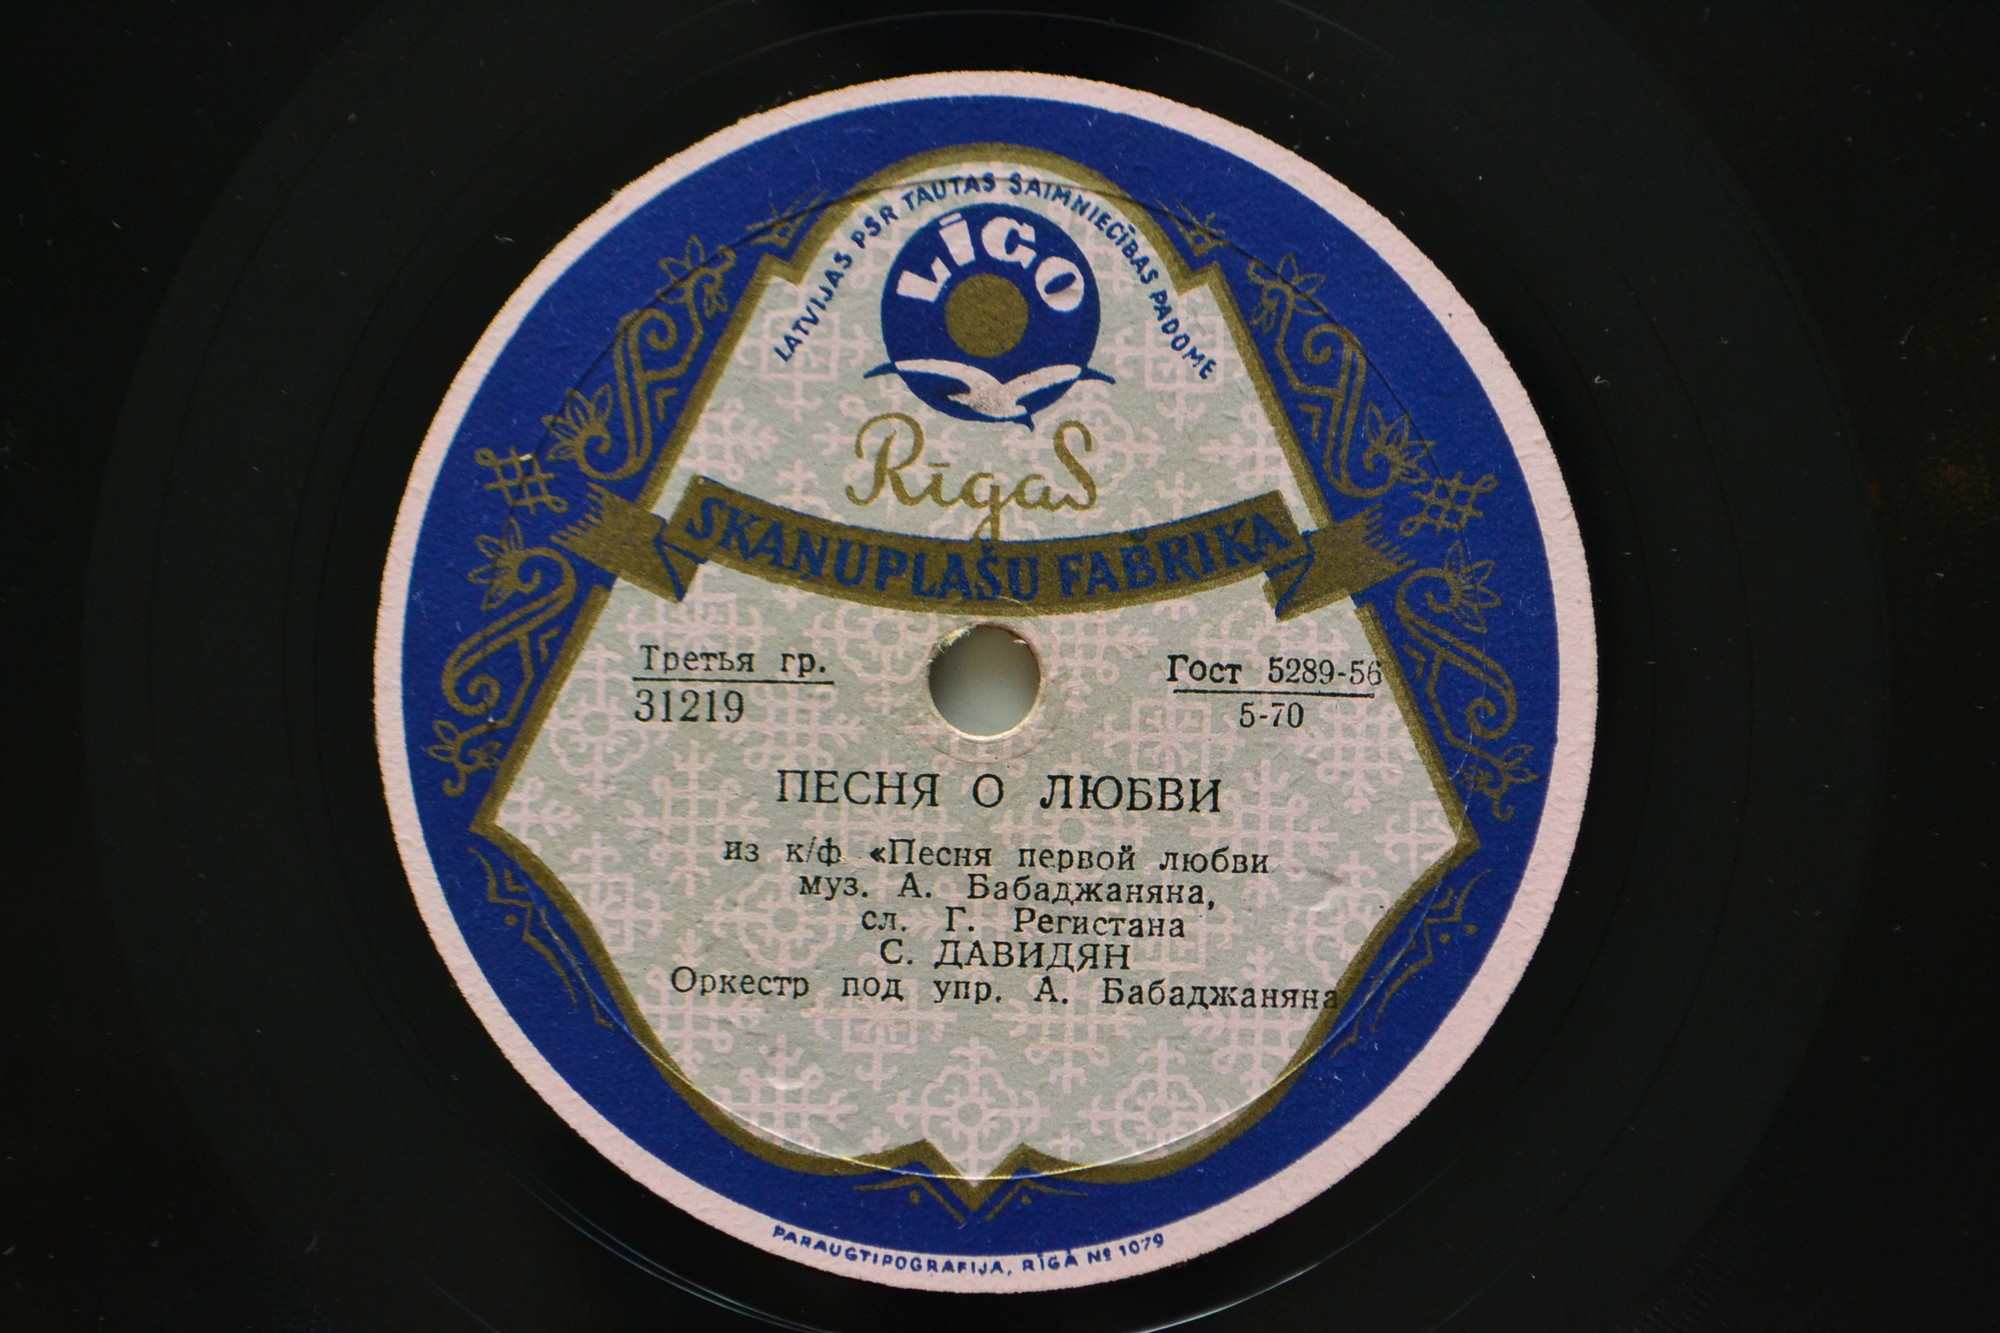 LATVIJAS PSR TAUTAS SAIMNIECĪBAS PADOME
LĪGO
Rīgas
SKAŅUPLAŠU FABRIKA
Третья гр.
31219
Гост 5289-56
5-70
ПЕСНЯ О ЛЮБВИ
из к/ф «Песня первой любви
муз. А. Бабаджаняна,
сл. Г. Регистана
С. ДАВИДЯН
Оркестр под упр. А. Бабаджаняна
PARAUGTIPOGRAFIJA, RĪGĀ № 1079